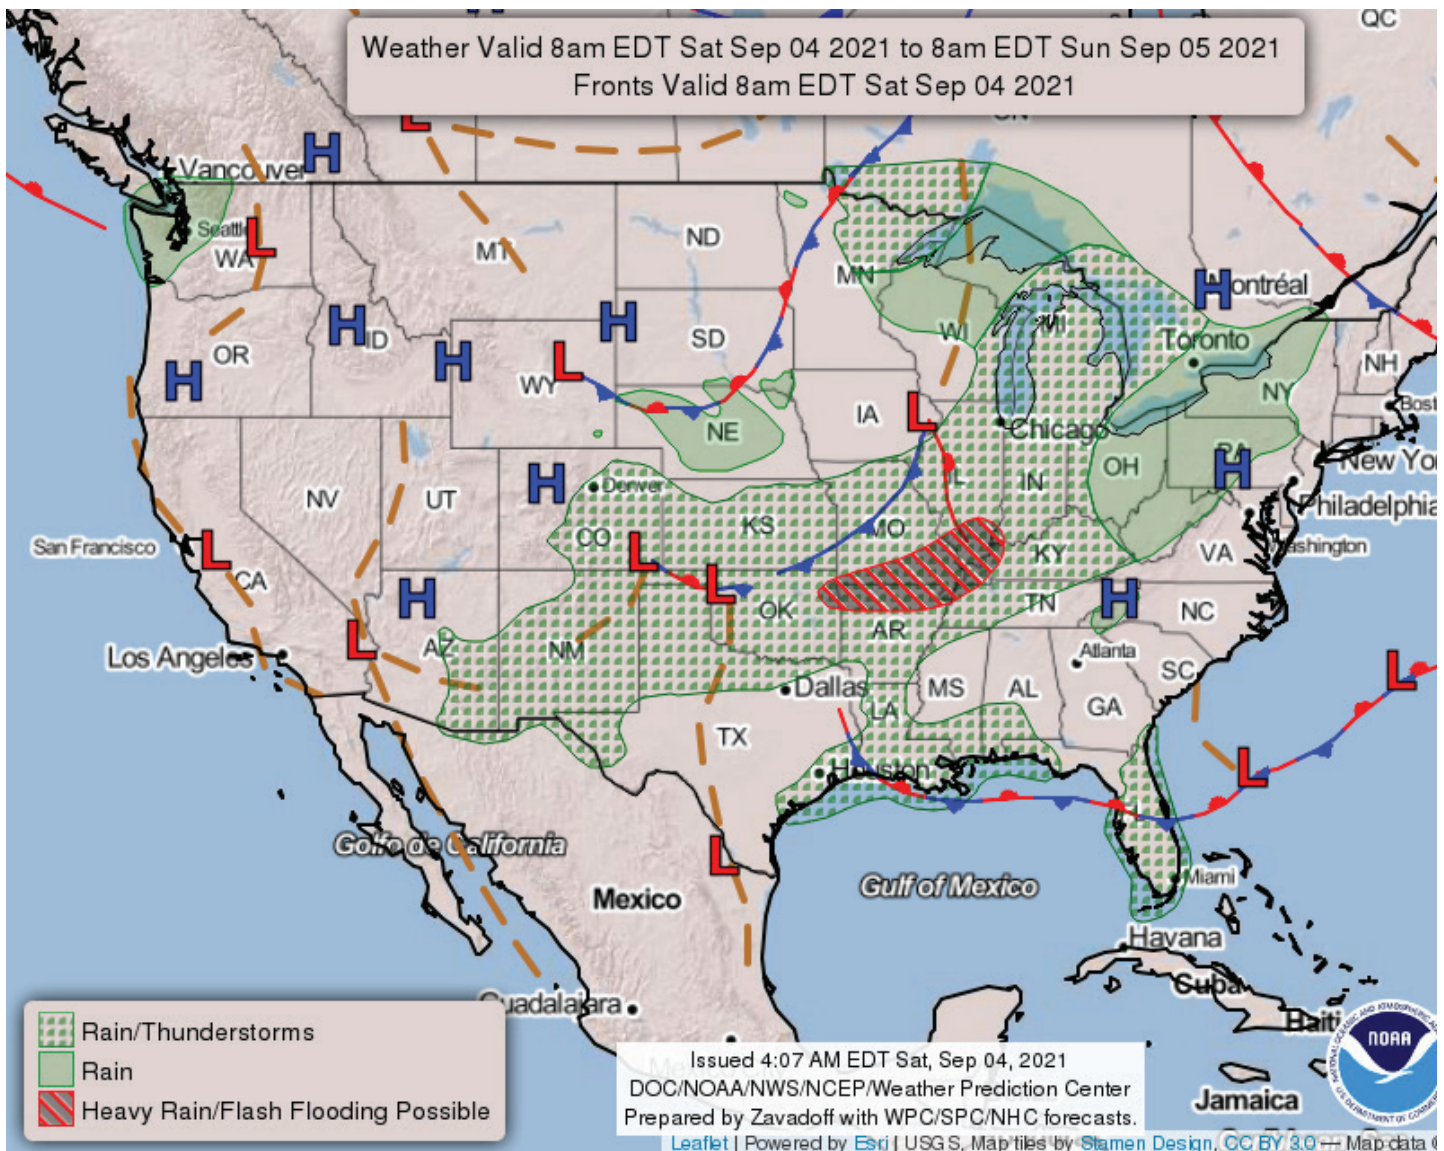 QC
Weather Valid 8am EDT Sat Sep 04 2021 to 8am EDT Sun Sep 05 2021
Fronts Valid 8am EDT Sat Sep 04 2021
L
H
Vancouver
Seattle
L
WA
MT
ND
MN
H
Montréal
H
ID
H
SD
WI
MI
Toronto
OR
H
H
WY
L
NH
H
NE
IA
L
Chicago
NY
Bost
NV
UT
H
Denver
KS
MO
IL
IN
OH
PA
H
New Yo
Philadelphia
San Francisco
L
CA
CO
L
KY
VA
ashington
H
L
OK
TN
H
NC
Los Angeles
L
AZ
NM
AR
Atlanta
SC
L
Dallas
MS
AL
GA
LA
TX
Houston
L
Golfo de California
L
Gulf of Mexico
Miami
Mexico
Havana
Cuba
Guadalajara
Haiti
NOAA
Rain/Thunderstorms
Rain
Heavy Rain/Flash Flooding Possible
Issued 4:07 AM EDT Sat, Sep 04, 2021
DOC/NOAA/NWS/NCEP/Weather Prediction Center
Prepared by Zavadoff with WPC/SPC/NHC forecasts.
Jamaica
Leaflet | Powered by Esri | USGS, Map tiles by Stamen Design, CC BY 3.0 — Map data ©